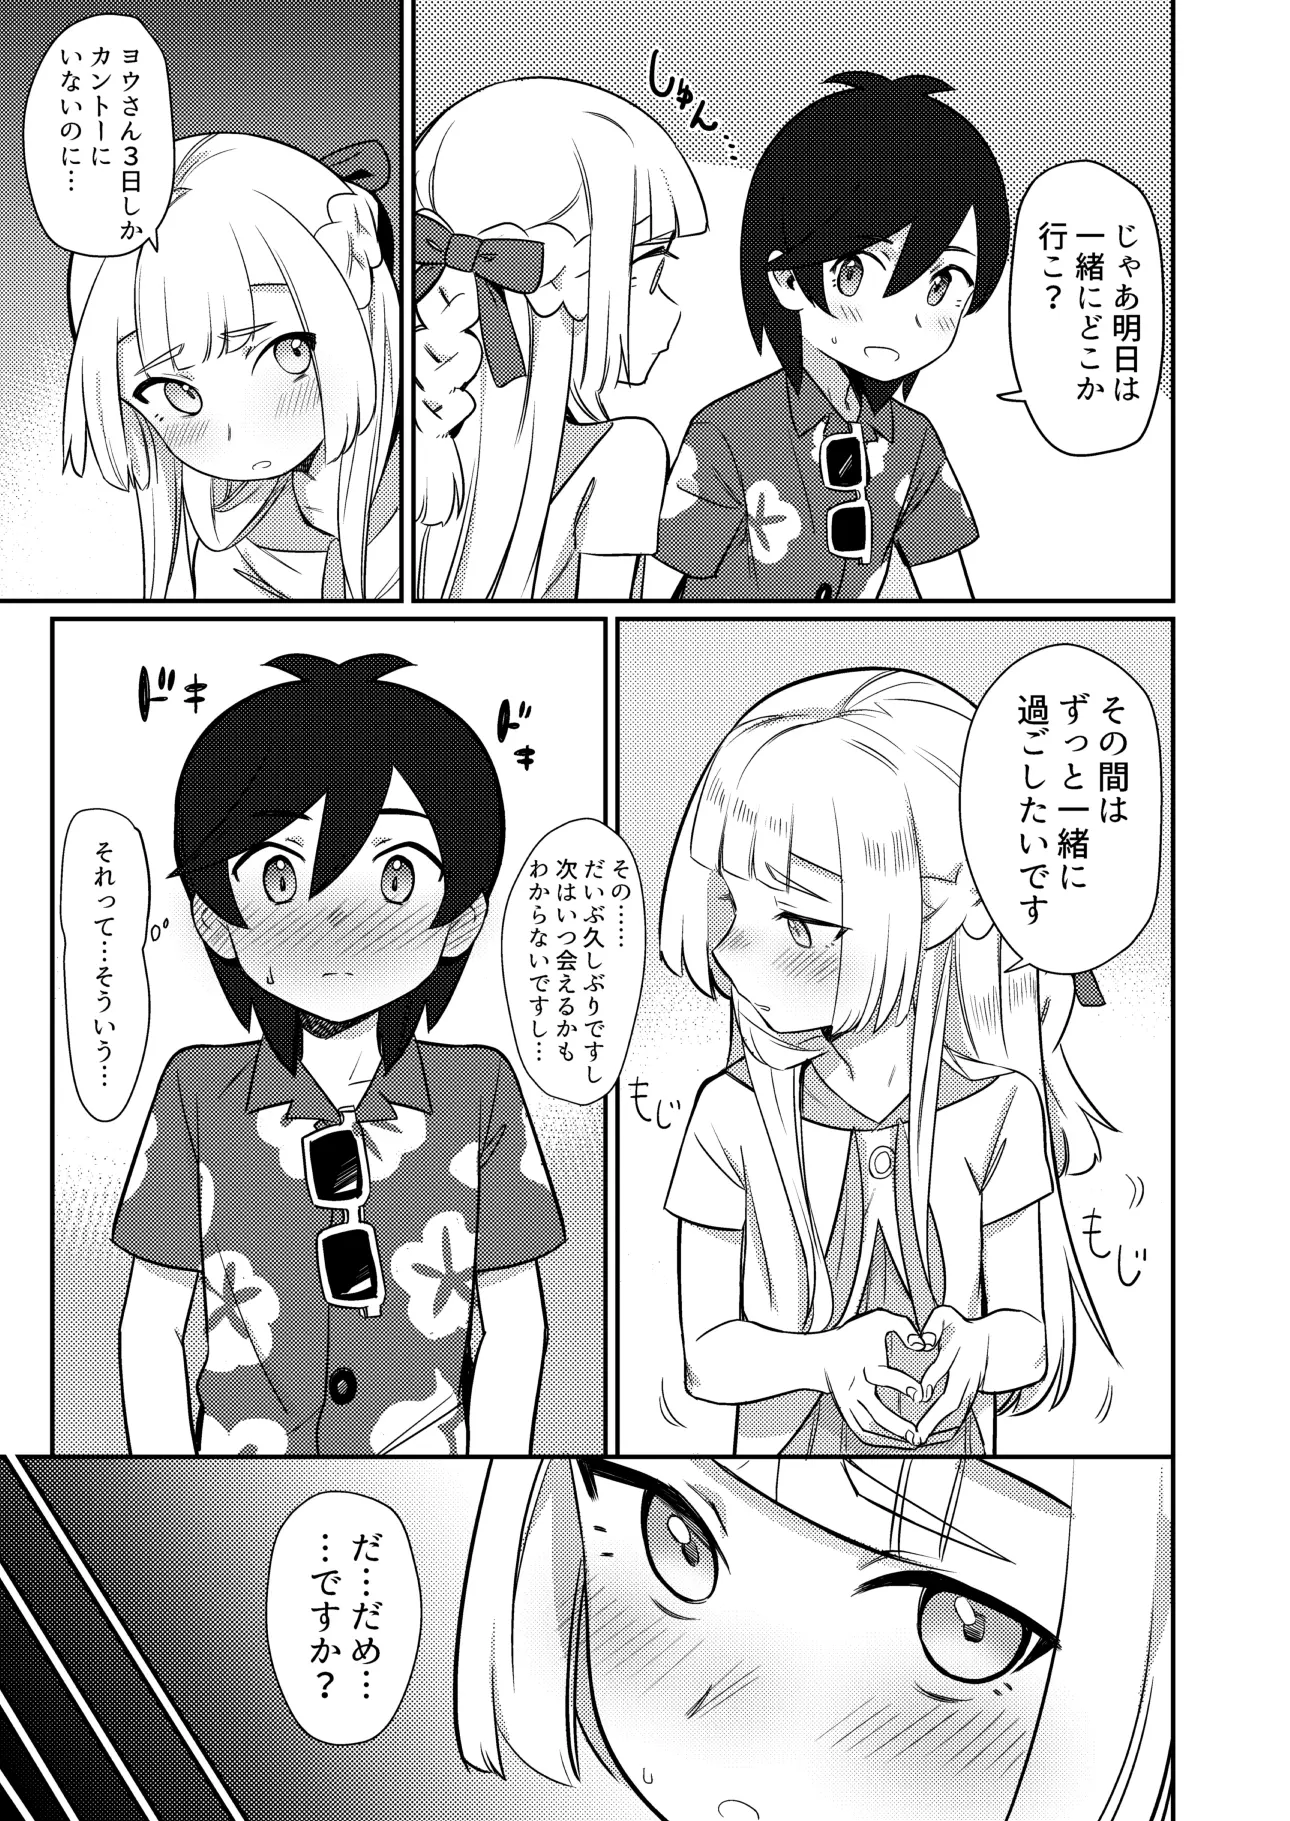 じゃあ明日は
一緒にどこか
行こ？
しゅん…
ヨウさん3日しか
カントーに
いないのに…
その間は
ずっと一緒に
過ごしたいです
もじ
もじ
その……
だいぶ久しぶりですし
次はいつ会えるかも
わからないですし…
ドキ
ドキ
それって…そういう…
だ…だめ…
…ですか？